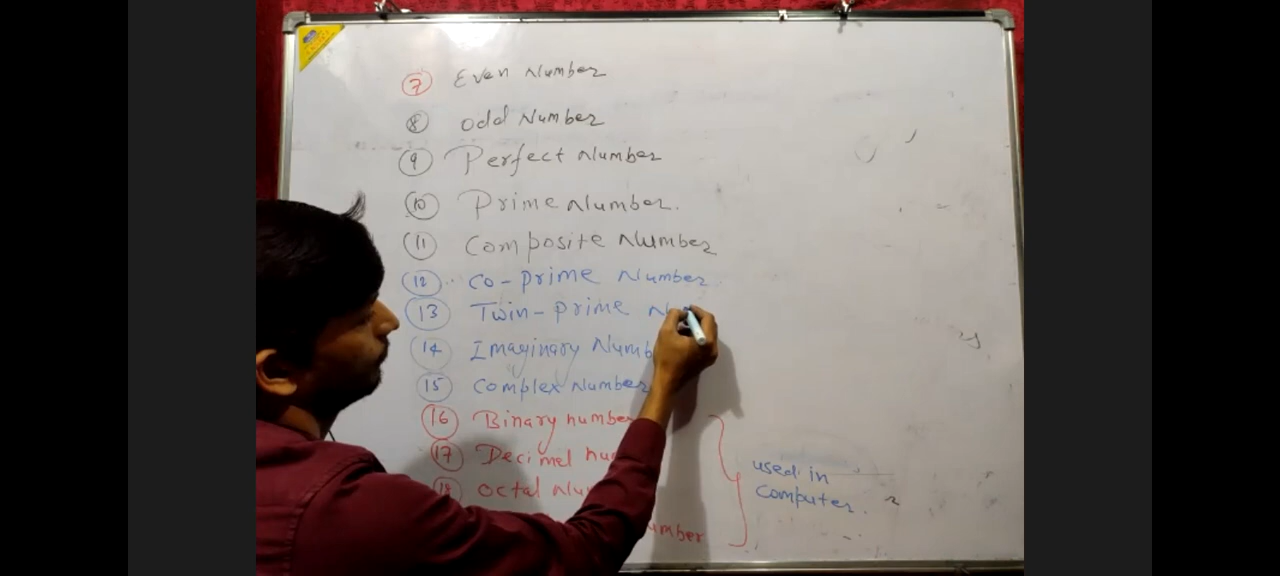 7 Even Number
8 odd Number
9 Perfect Number
10 Prime Number.
11 Composite Number
12 Co-prime Number
13 Twin-prime
14 Imaginary Numb
15 Complex Number
16 Binary number
17 Decimel nu
18 Octal Nu
umber
used in
Computer.